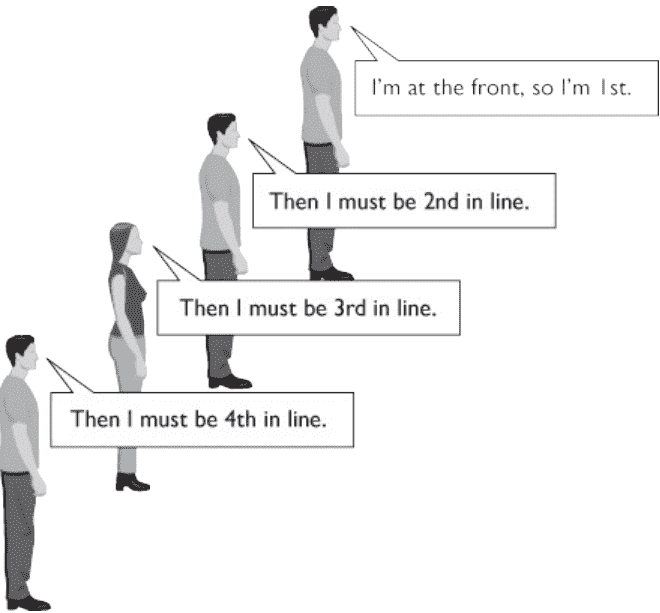 I'm at the front, so I'm 1st.
Then I must be 2nd in line.
Then I must be 3rd in line.
Then I must be 4th in line.